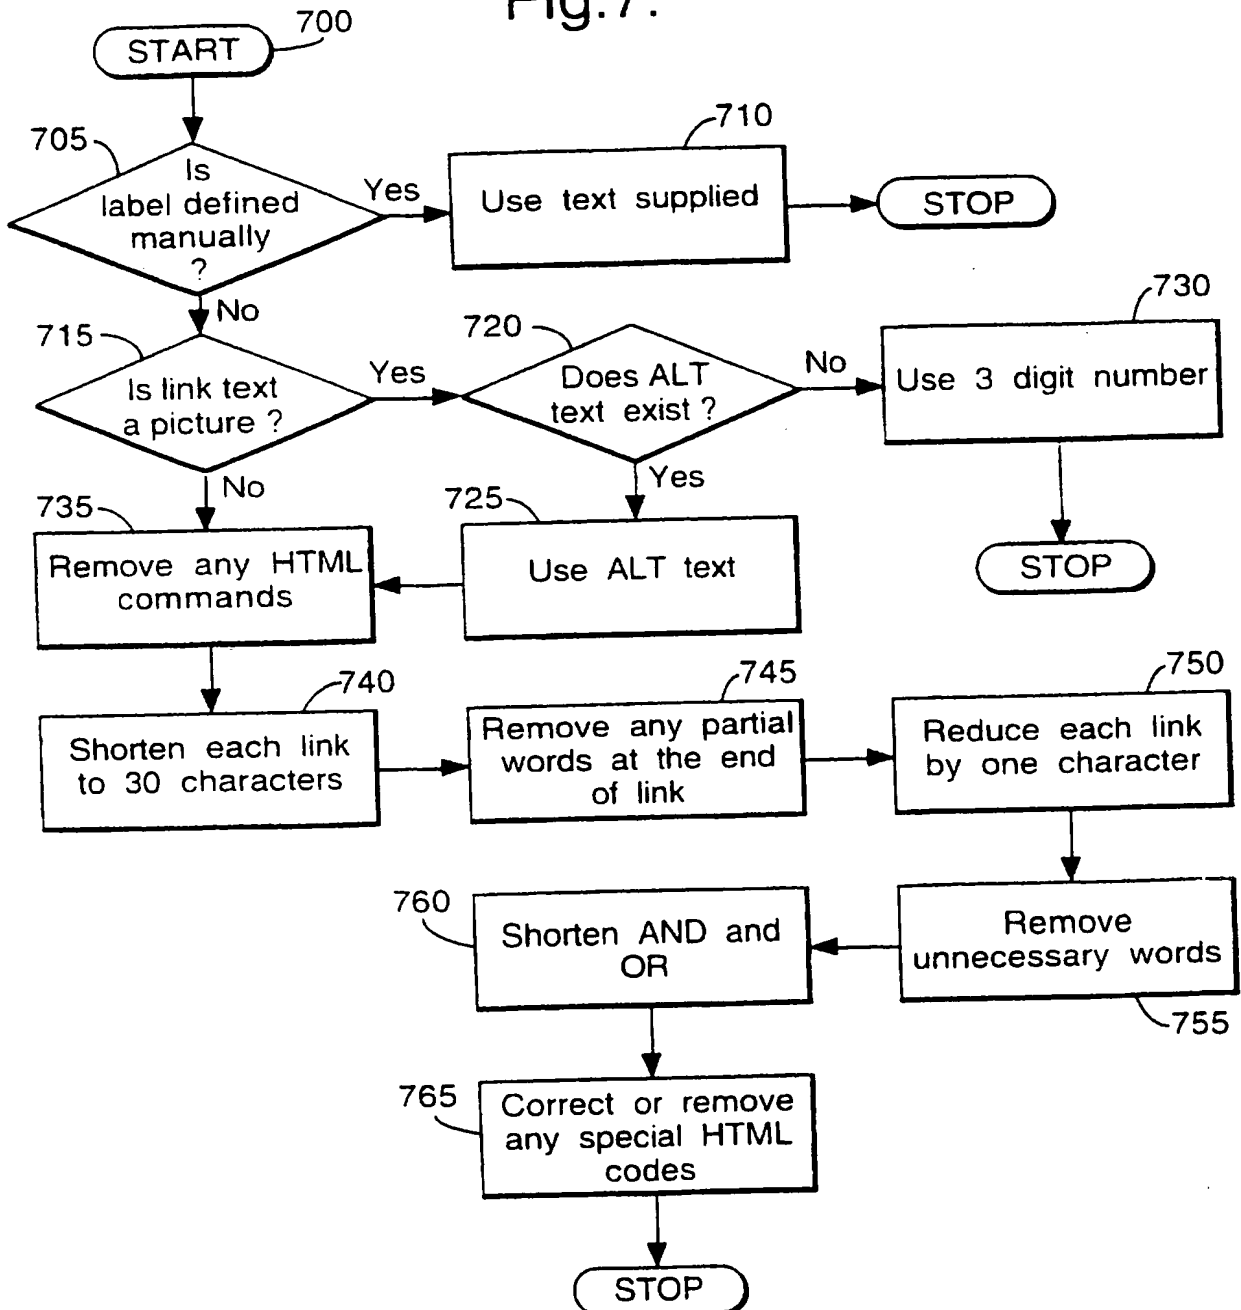 Fig.7.
START
700
705
Is
label defined
manually
?
Yes
710
Use text supplied
STOP
No
715
Is link text
a picture ?
Yes
720
Does ALT
text exist ?
No
730
Use 3 digit number
STOP
Yes
725
Use ALT text
No
735
Remove any HTML
commands
740
Shorten each link
to 30 characters
745
Remove any partial
words at the end
of link
750
Reduce each link
by one character
Remove
unnecessary words
755
760
Shorten AND and
OR
765
Correct or remove
any special HTML
codes
STOP